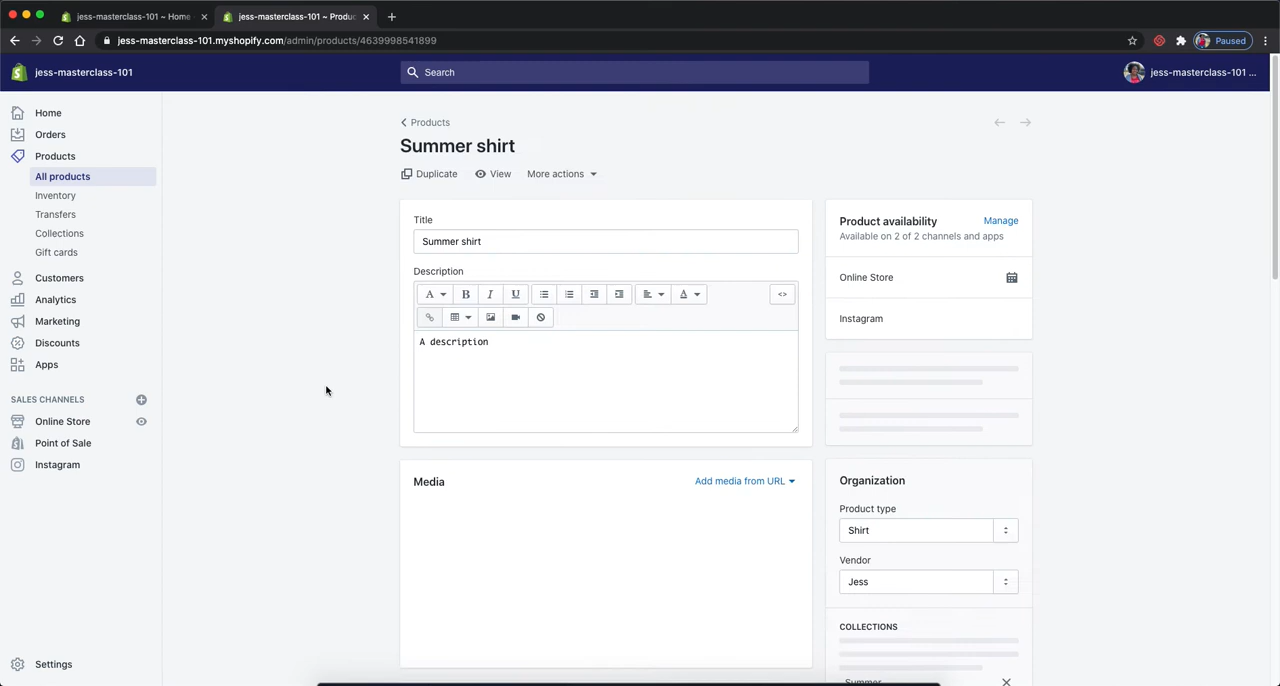 jess-masterclass-101 ~ Home
jess-masterclass-101 ~ Produc
jess-masterclass-101.myshopify.com/admin/products/4639998541899
Paused
jess-masterclass-101
Search
jess-masterclass-101 ...
Home
Orders
Products
All products
Inventory
Transfers
Collections
Gift cards
Customers
Analytics
Marketing
Discounts
Apps
SALES CHANNELS
Online Store
Point of Sale
Instagram
Settings
Products
Summer shirt
Duplicate
View
More actions
Title
Summer shirt
Description
A
B
I
U
A
<>
A description
Media
Add media from URL
Product availability
Manage
Available on 2 of 2 channels and apps
Online Store
Instagram
Organization
Product type
Shirt
Vendor
Jess
COLLECTIONS
Summer